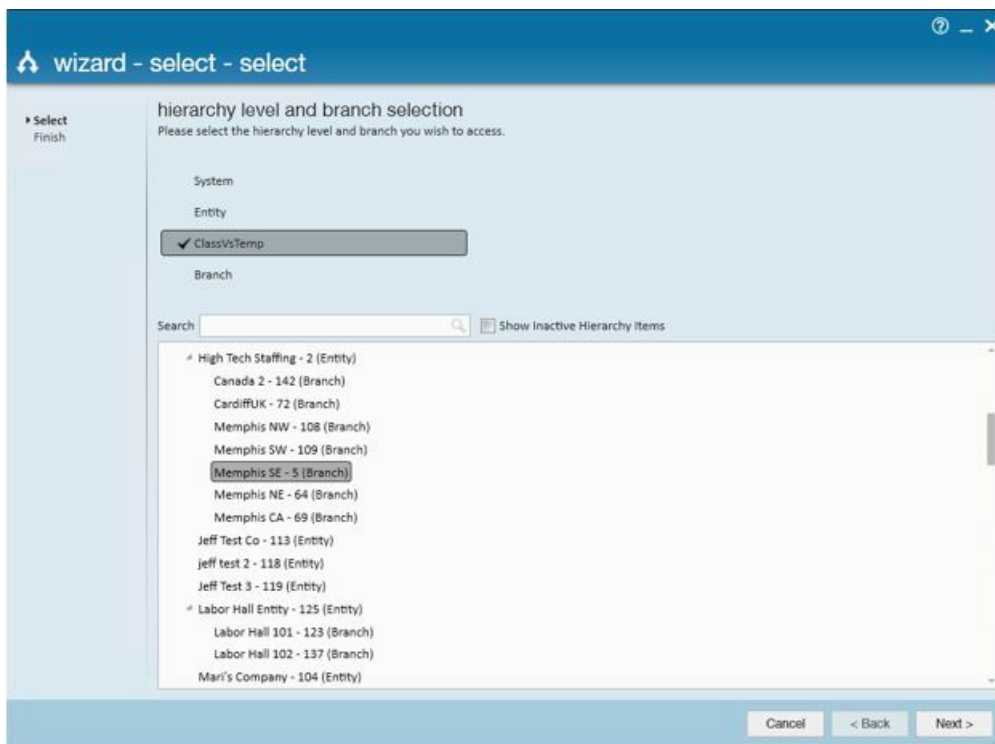 wizard - select - select
Select
Finish
hierarchy level and branch selection
Please select the hierarchy level and branch you wish to access.
System
Entity
ClassVsTemp
Branch
Search
Show Inactive Hierarchy Items
High Tech Staffing - 2 (Entity)
Canada 2 - 142 (Branch)
CardiffUK - 72 (Branch)
Memphis NW - 108 (Branch)
Memphis SW - 109 (Branch)
Memphis SE - 5 (Branch)
Memphis NE - 64 (Branch)
Memphis CA - 69 (Branch)
Jeff Test Co - 113 (Entity)
jeff test 2 - 118 (Entity)
Jeff Test 3 - 119 (Entity)
Labor Hall Entity - 125 (Entity)
Labor Hall 101 - 123 (Branch)
Labor Hall 102 - 137 (Branch)
Mari's Company - 104 (Entity)
Cancel < Back Next >